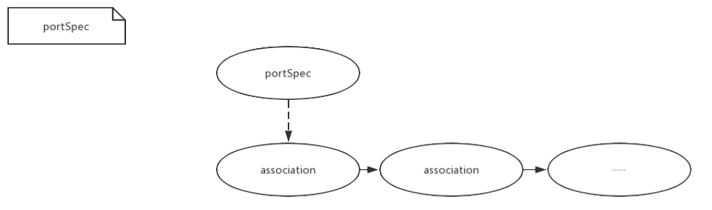 portSpec
portSpec
association
association
......